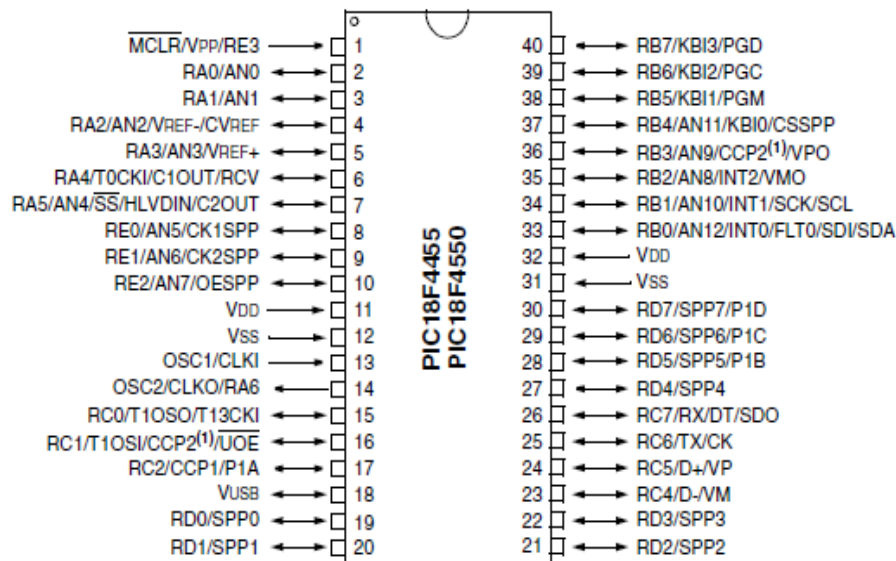 MCLR/VPP/RE3 1
RA0/AN0 2
RA1/AN1 3
RA2/AN2/VREF-/CVREF 4
RA3/AN3/VREF+ 5
RA4/T0CKI/C1OUT/RCV 6
RA5/AN4/SS/HLVDIN/C2OUT 7
RE0/AN5/CK1SPP 8
RE1/AN6/CK2SPP 9
RE2/AN7/OESPP 10
VDD 11
VSS 12
OSC1/CLKI 13
OSC2/CLKO/RA6 14
RC0/T1OSO/T13CKI 15
RC1/T1OSI/CCP2(1)/UOE 16
RC2/CCP1/P1A 17
VUSB 18
RD0/SPP0 19
RD1/SPP1 20
PIC18F4455
PIC18F4550
40 RB7/KBI3/PGD
39 RB6/KBI2/PGC
38 RB5/KBI1/PGM
37 RB4/AN11/KBI0/CSSPP
36 RB3/AN9/CCP2(1)/VPO
35 RB2/AN8/INT2/VMO
34 RB1/AN10/INT1/SCK/SCL
33 RB0/AN12/INT0/FLT0/SDI/SDA
32 VDD
31 VSS
30 RD7/SPP7/P1D
29 RD6/SPP6/P1C
28 RD5/SPP5/P1B
27 RD4/SPP4
26 RC7/RX/DT/SDO
25 RC6/TX/CK
24 RC5/D+/VP
23 RC4/D-/VM
22 RD3/SPP3
21 RD2/SPP2